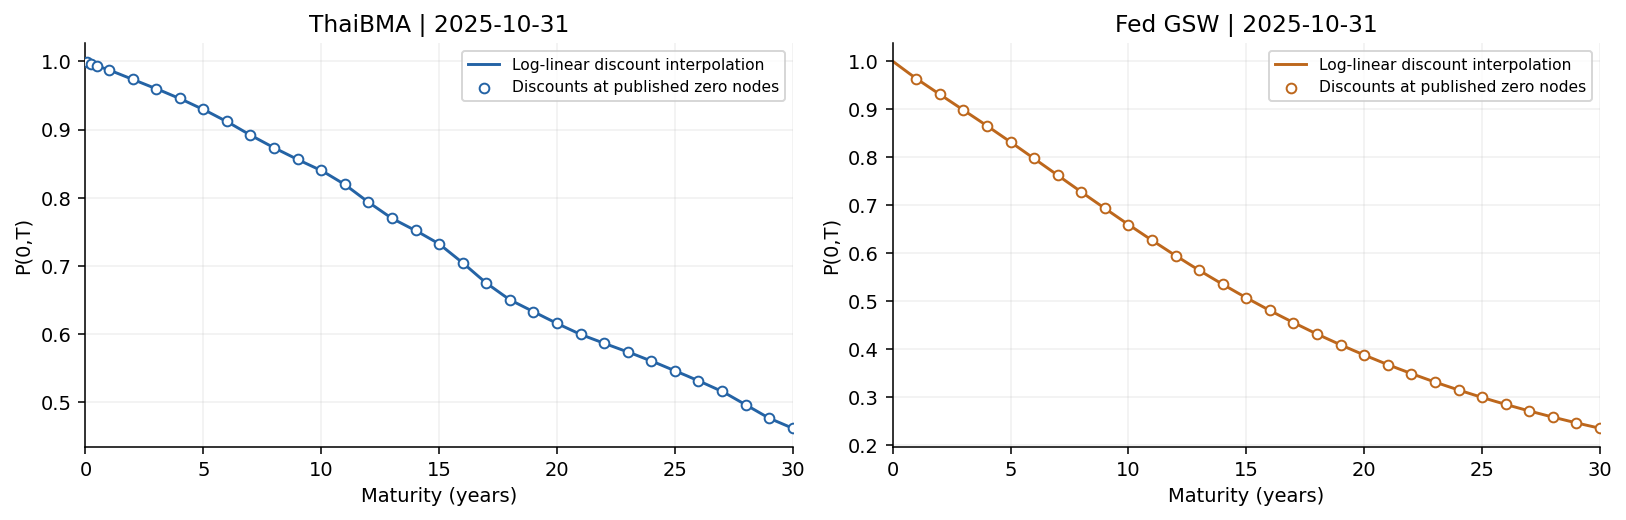 ThaiBMA | 2025-10-31
Log-linear discount interpolation
Discounts at published zero nodes
P(0,T)
1.0
0.9
0.8
0.7
0.6
0.5
0 5 10 15 20 25 30
Maturity (years)
Fed GSW | 2025-10-31
Log-linear discount interpolation
Discounts at published zero nodes
P(0,T)
1.0
0.9
0.8
0.7
0.6
0.5
0.4
0.3
0.2
0 5 10 15 20 25 30
Maturity (years)